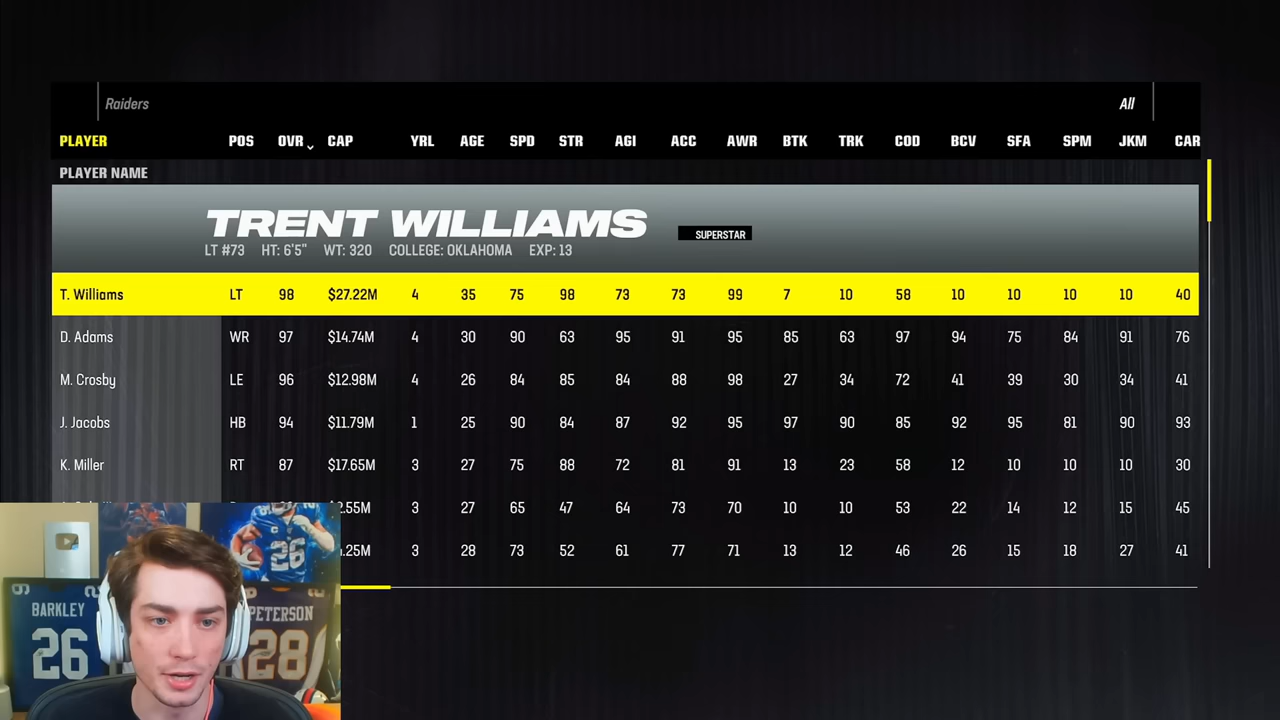 Raiders All
PLAYER POS OVR CAP YRL AGE SPD STR AGI ACC AWR BTK TRK COD BCV SFA SPM JKM CAR
PLAYER NAME
TRENT WILLIAMS SUPERSTAR
LT #73 HT: 6'5" WT: 320 COLLEGE: OKLAHOMA EXP: 13
T. Williams LT 98 $27.22M 4 35 75 98 73 73 99 7 10 58 10 10 10 10 40
D. Adams WR 97 $14.74M 4 30 90 63 95 91 95 85 63 97 94 75 84 91 76
M. Crosby LE 96 $12.98M 4 26 84 85 84 88 98 27 34 72 41 39 30 34 41
J. Jacobs HB 94 $11.79M 1 25 90 84 87 92 95 97 90 85 92 95 81 90 93
K. Miller RT 87 $17.65M 3 27 75 88 72 81 91 13 23 58 12 10 10 10 30
3 27 65 47 64 73 70 10 10 53 22 14 12 15 45
3 28 73 52 61 77 71 13 12 46 26 15 18 27 41
26
BARKLEY
26
PETERSON
28